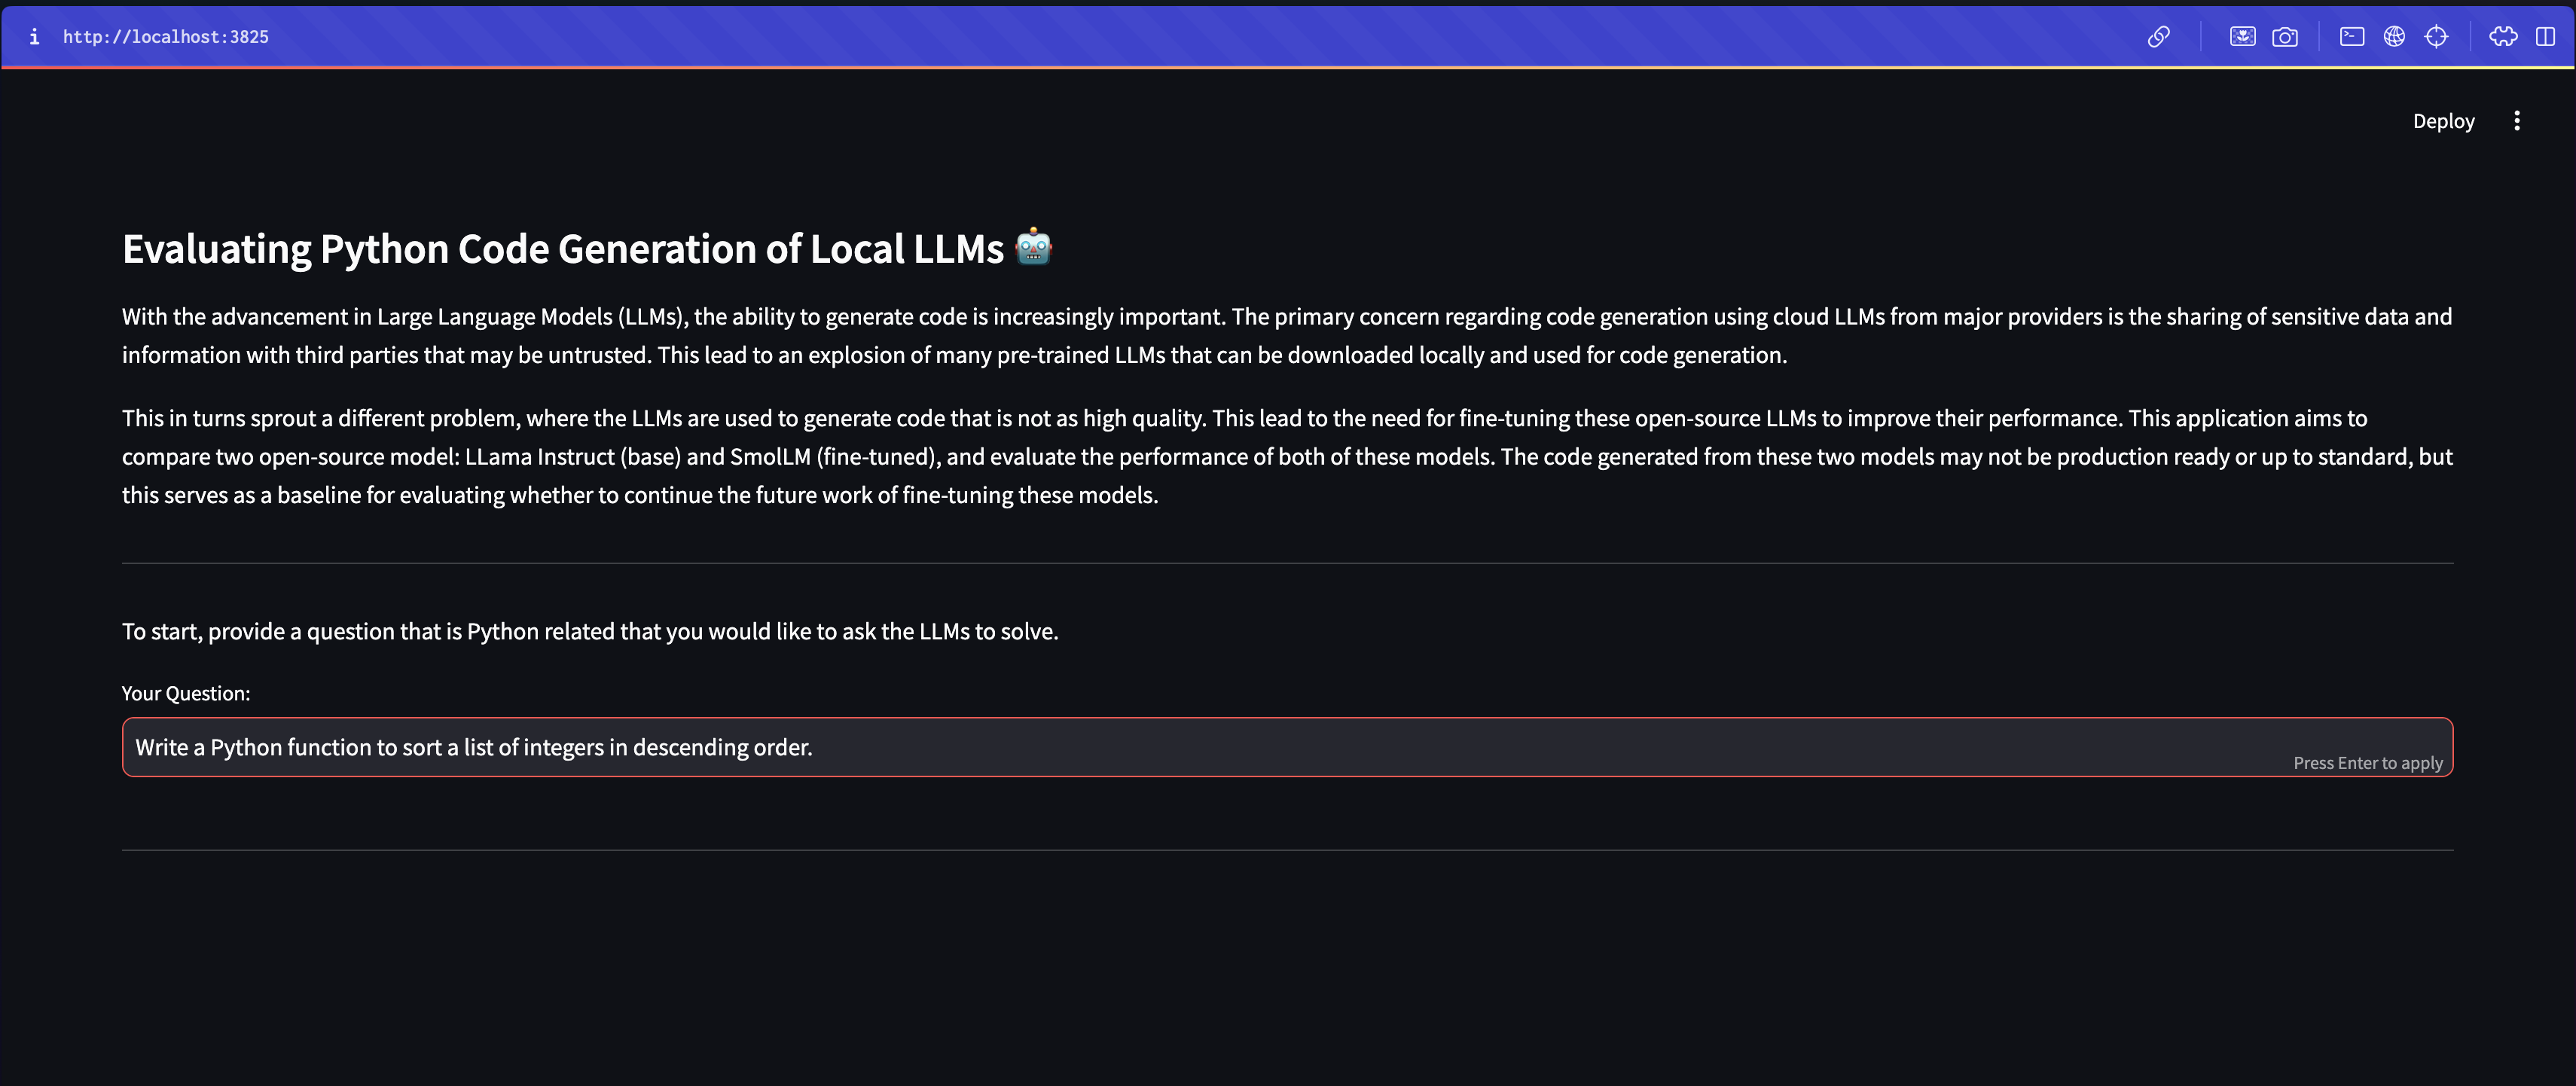 http://localhost:3825
Deploy
Evaluating Python Code Generation of Local LLMs 🤖
With the advancement in Large Language Models (LLMs), the ability to generate code is increasingly important. The primary concern regarding code generation using cloud LLMs from major providers is the sharing of sensitive data and
information with third parties that may be untrusted. This lead to an explosion of many pre-trained LLMs that can be downloaded locally and used for code generation.
This in turns sprout a different problem, where the LLMs are used to generate code that is not as high quality. This lead to the need for fine-tuning these open-source LLMs to improve their performance. This application aims to
compare two open-source model: LLama Instruct (base) and SmolLM (fine-tuned), and evaluate the performance of both of these models. The code generated from these two models may not be production ready or up to standard, but
this serves as a baseline for evaluating whether to continue the future work of fine-tuning these models.
To start, provide a question that is Python related that you would like to ask the LLMs to solve.
Your Question:
Write a Python function to sort a list of integers in descending order.
Press Enter to apply